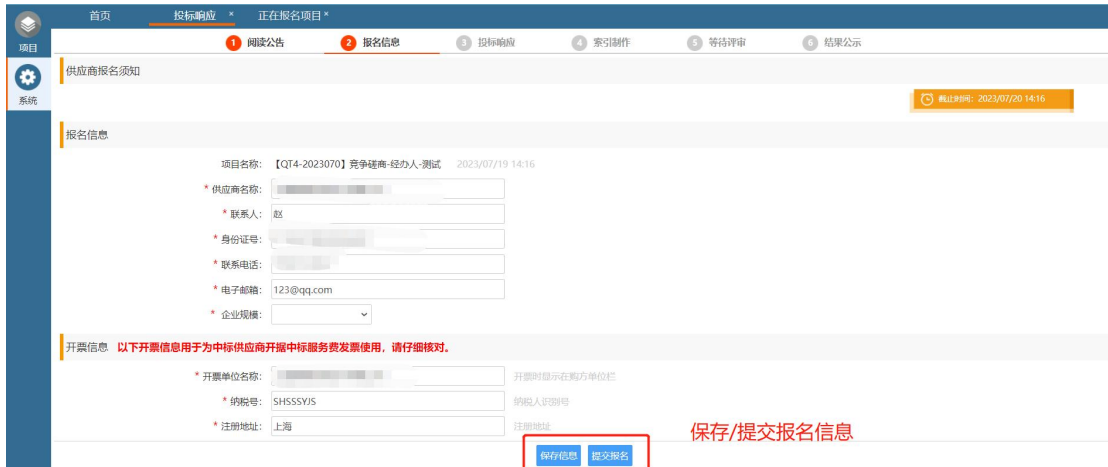 首页 投标响应 × 正在报名项目 ×
项目
系统
1 阅读公告 2 报名信息 3 投标响应 4 索引制作 5 等待评审 6 结果公示
供应商报名须知
截止时间: 2023/07/20 14:16
报名信息
项目名称: 【QT4-2023070】竞争磋商-经办人-测试 2023/07/19 14:16
* 供应商名称:
* 联系人: 赵
* 身份证号:
* 联系电话:
* 电子邮箱: 123@qq.com
* 企业规模:
开票信息 以下开票信息用于为中标供应商开据中标服务费发票使用，请仔细核对。
* 开票单位名称: 开票时显示在购方单位栏
* 纳税号: SHSSSYJS 纳税人识别号
* 注册地址: 上海 注册地址
保存/提交报名信息
保存信息 提交报名